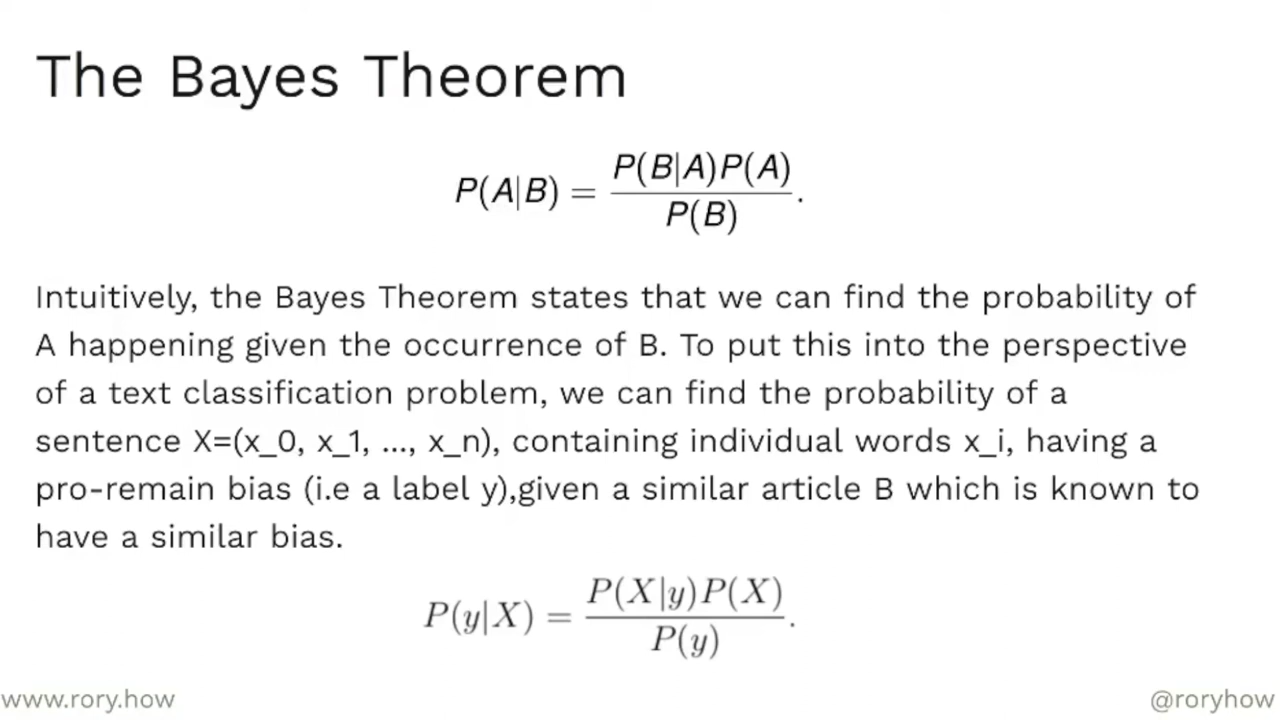 The Bayes Theorem
P(A|B) = P(B|A)P(A) / P(B) .
Intuitively, the Bayes Theorem states that we can find the probability of
A happening given the occurrence of B. To put this into the perspective
of a text classification problem, we can find the probability of a
sentence X=(x_0, x_1, ..., x_n), containing individual words x_i, having a
pro-remain bias (i.e a label y),given a similar article B which is known to
have a similar bias.
P(y|X) = P(X|y)P(X) / P(y) .
www.rory.how
@roryhow